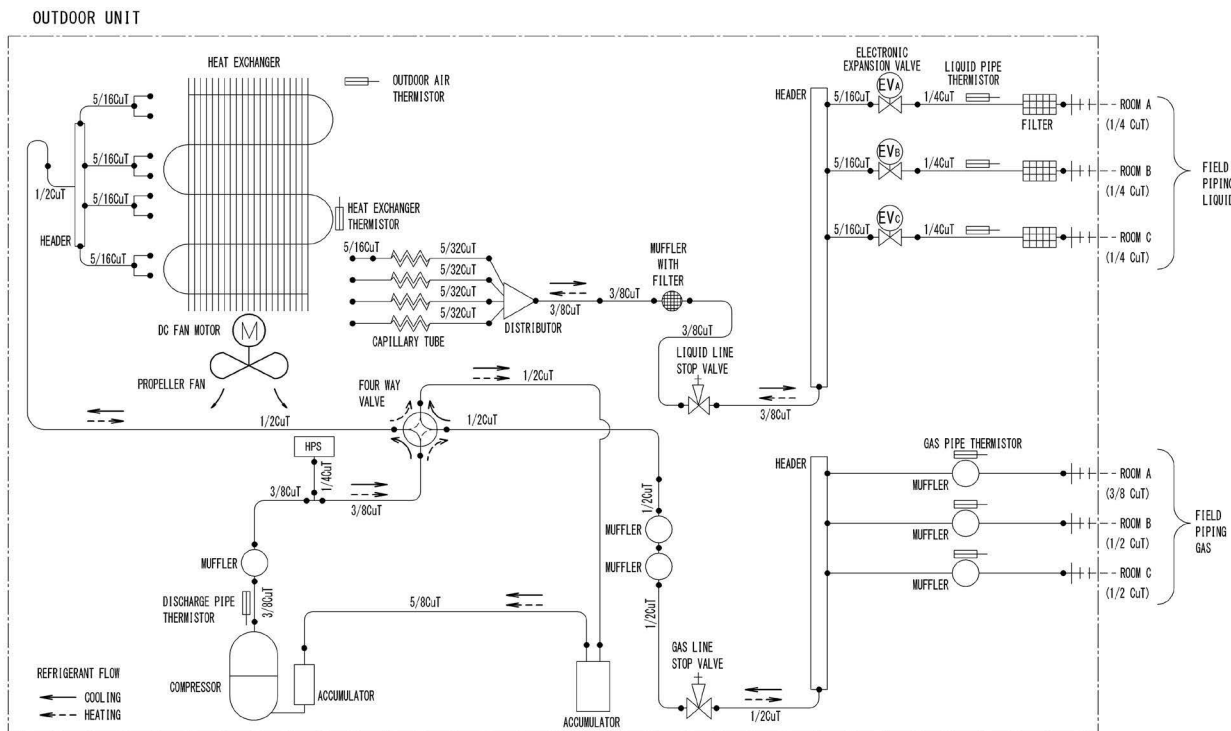 OUTDOOR UNIT
HEAT EXCHANGER
OUTDOOR AIR
THERMISTOR
5/16CuT
5/16CuT
5/16CuT
5/16CuT
1/2CuT
HEADER
HEAT EXCHANGER
THERMISTOR
DC FAN MOTOR
M
PROPELLER FAN
5/16CuT
5/32CuT
5/32CuT
5/32CuT
5/32CuT
CAPILLARY TUBE
DISTRIBUTOR
3/8CuT
3/8CuT
MUFFLER
WITH
FILTER
3/8CuT
LIQUID LINE
STOP VALVE
3/8CuT
HEADER
ELECTRONIC
EXPANSION VALVE
LIQUID PIPE
THERMISTOR
5/16CuT
EVA
1/4CuT
FILTER
ROOM A
(1/4 CuT)
5/16CuT
EVB
1/4CuT
ROOM B
(1/4 CuT)
5/16CuT
EVC
1/4CuT
ROOM C
(1/4 CuT)
FIELD
PIPING
LIQUID
FOUR WAY
VALVE
1/2CuT
1/2CuT
1/2CuT
HPS
1/4CuT
3/8CuT
3/8CuT
MUFFLER
DISCHARGE PIPE
THERMISTOR
3/8CuT
COMPRESSOR
ACCUMULATOR
5/8CuT
ACCUMULATOR
1/2CuT
MUFFLER
MUFFLER
1/2CuT
GAS LINE
STOP VALVE
1/2CuT
HEADER
GAS PIPE THERMISTOR
MUFFLER
ROOM A
(3/8 CuT)
MUFFLER
ROOM B
(1/2 CuT)
MUFFLER
ROOM C
(1/2 CuT)
FIELD
PIPING
GAS
REFRIGERANT FLOW
COOLING
HEATING